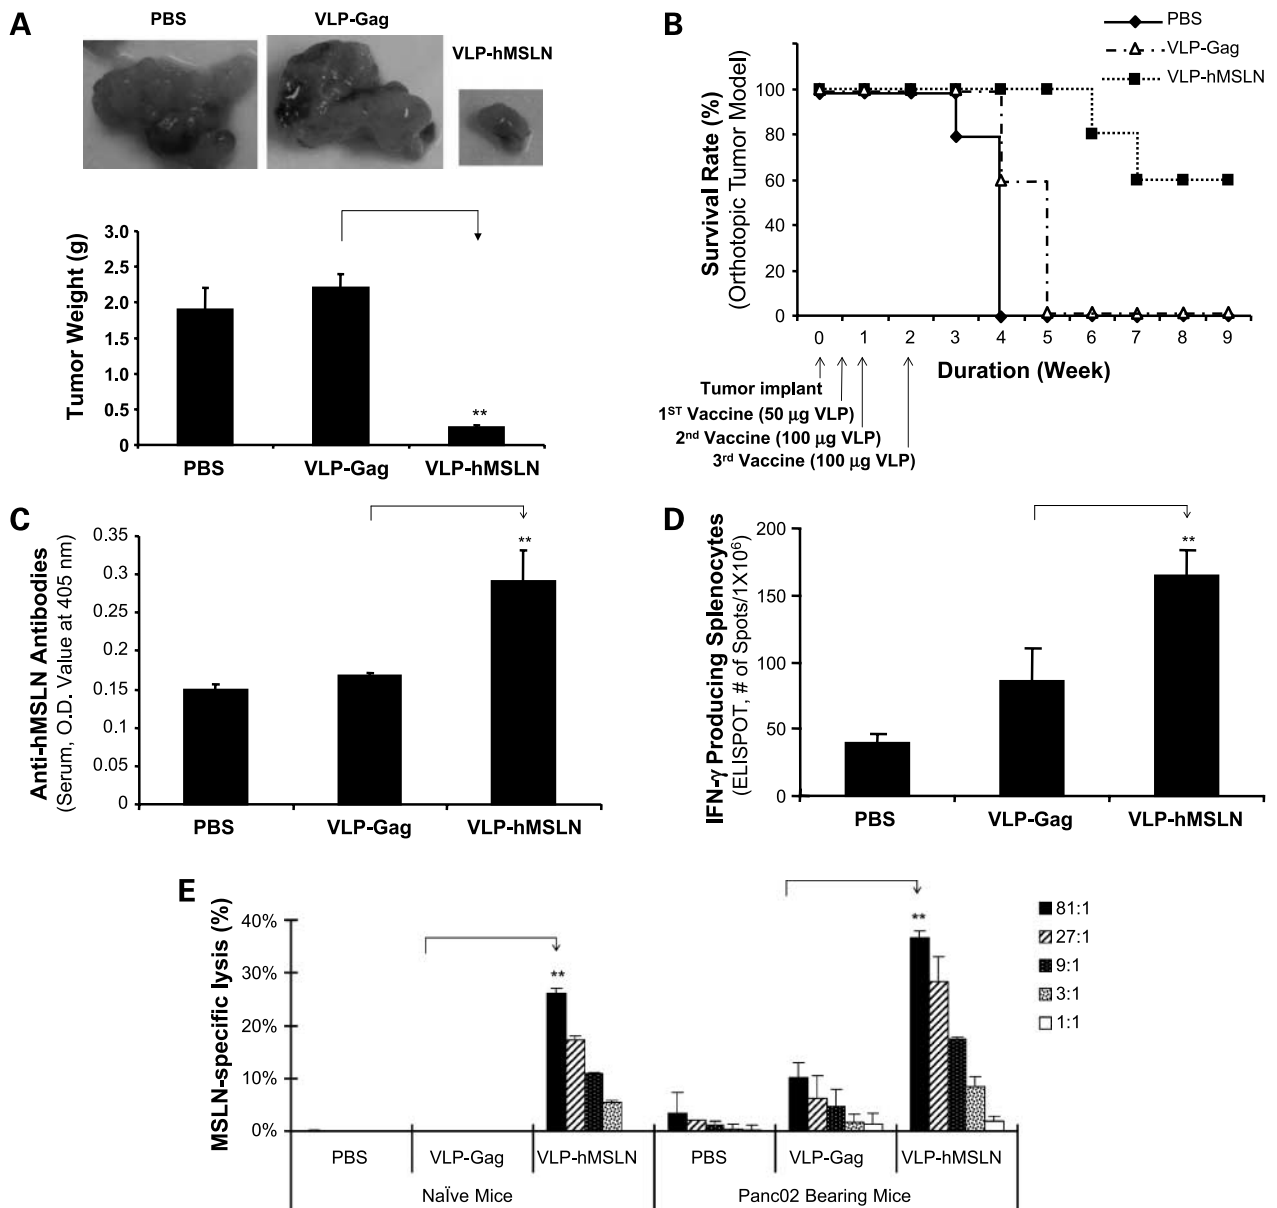 A
PBS
VLP-Gag
VLP-hMSLN
Tumor Weight (g)
3.0
2.5
2.0
1.5
1.0
0.5
0
**
PBS
VLP-Gag
VLP-hMSLN
B
PBS
VLP-Gag
VLP-hMSLN
Survival Rate (%)
(Orthotopic Tumor Model)
100
80
60
40
20
0
0 1 2 3 4 5 6 7 8 9
Duration (Week)
Tumor implant
1ST Vaccine (50 µg VLP)
2nd Vaccine (100 µg VLP)
3rd Vaccine (100 µg VLP)
C
Anti-hMSLN Antibodies
(Serum, O.D. Value at 405 nm)
0.35
0.3
0.25
0.2
0.15
0.1
0.05
0
**
PBS
VLP-Gag
VLP-hMSLN
D
IFN-γ Producing Splenocytes
(ELISPOT, # of Spots/1X10⁶)
200
150
100
50
0
**
PBS
VLP-Gag
VLP-hMSLN
E
MSLN-specific lysis (%)
40%
30%
20%
10%
0%
**
**
81:1
27:1
9:1
3:1
1:1
PBS
VLP-Gag
VLP-hMSLN
PBS
VLP-Gag
VLP-hMSLN
NaÏve Mice
Panc02 Bearing Mice